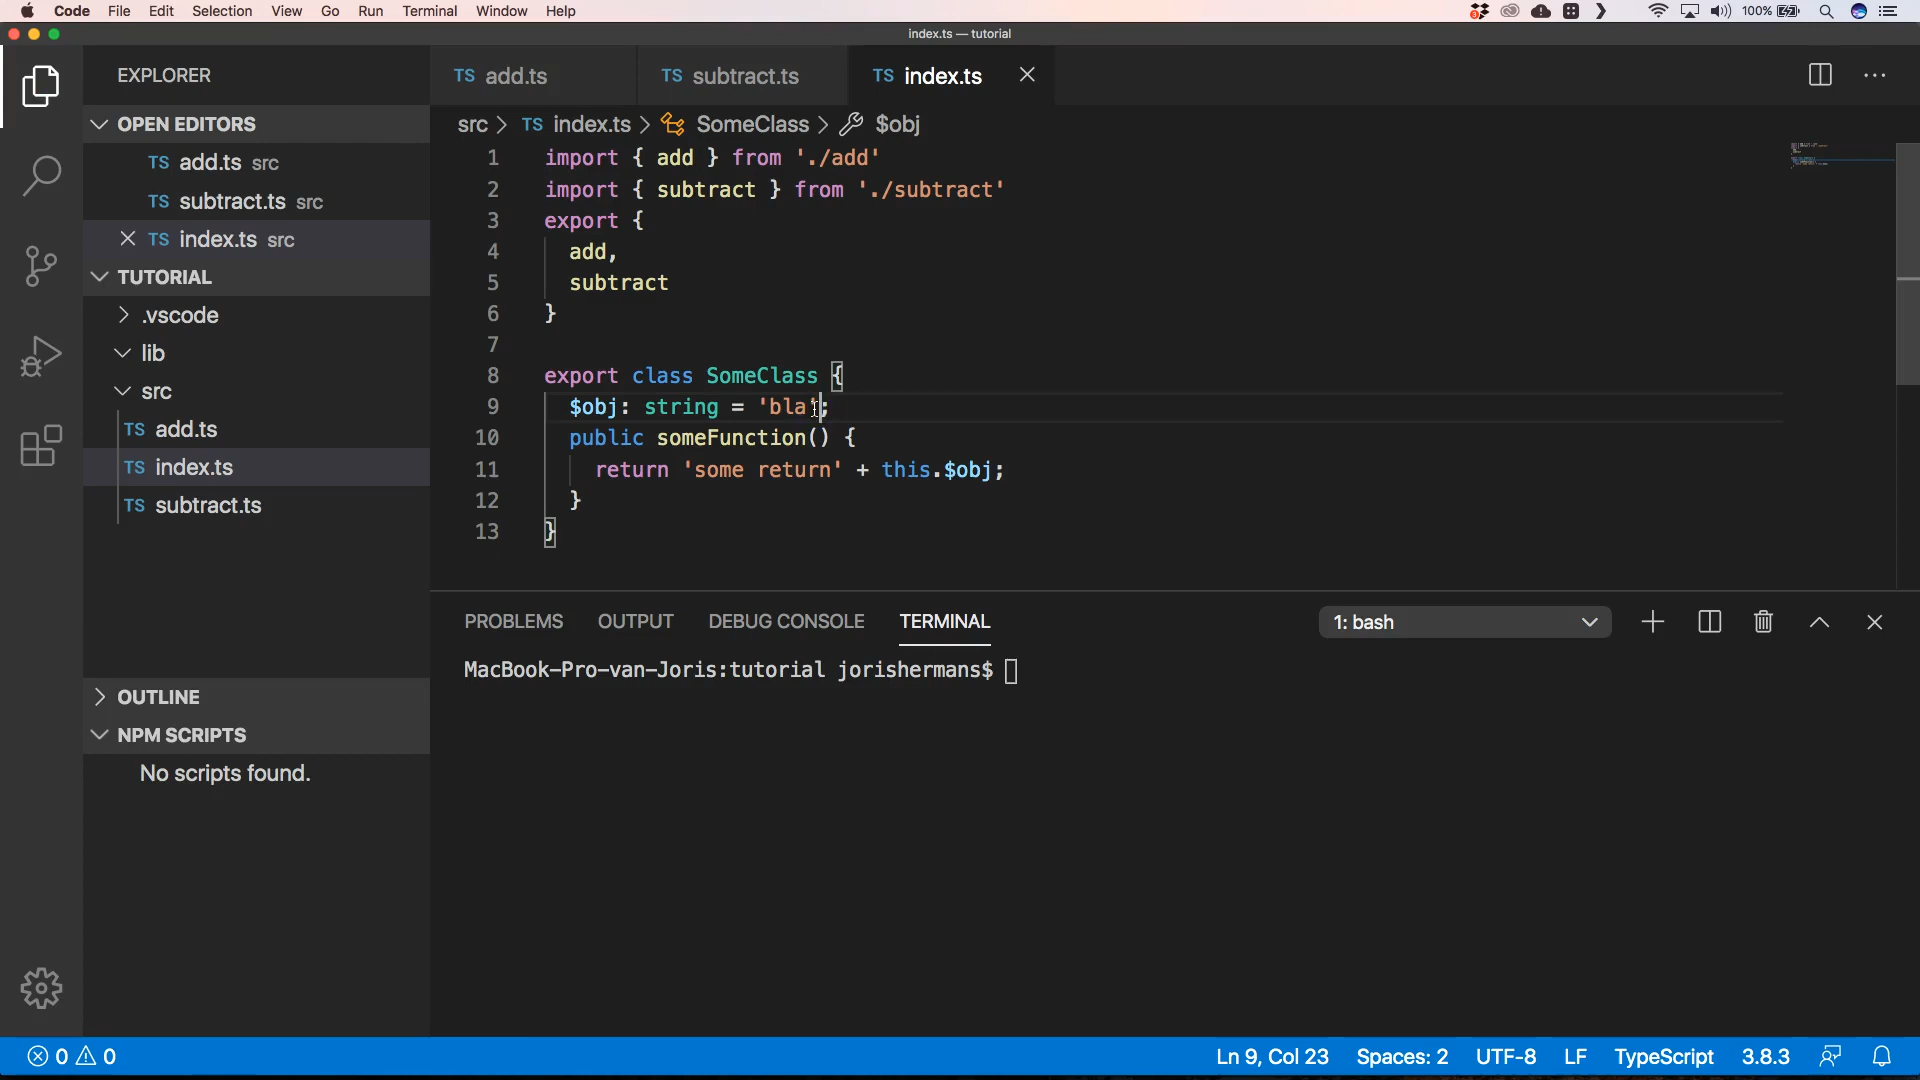 Code File Edit Selection View Go Run Terminal Window Help 3 100%
index.ts — tutorial
EXPLORER
OPEN EDITORS
TS add.ts src
TS subtract.ts src
TS index.ts src
TUTORIAL
.vscode
lib
src
TS add.ts
TS index.ts
TS subtract.ts
OUTLINE
NPM SCRIPTS
No scripts found.
TS add.ts TS subtract.ts TS index.ts
src > TS index.ts > SomeClass > $obj
1 import { add } from './add'
2 import { subtract } from './subtract'
3 export {
4 add,
5 subtract
6 }
7
8 export class SomeClass {
9 $obj: string = 'bla';
10 public someFunction() {
11 return 'some return' + this.$obj;
12 }
13 }
PROBLEMS OUTPUT DEBUG CONSOLE TERMINAL 1: bash
MacBook-Pro-van-Joris:tutorial jorishermans$
0 0 Ln 9, Col 23 Spaces: 2 UTF-8 LF TypeScript 3.8.3